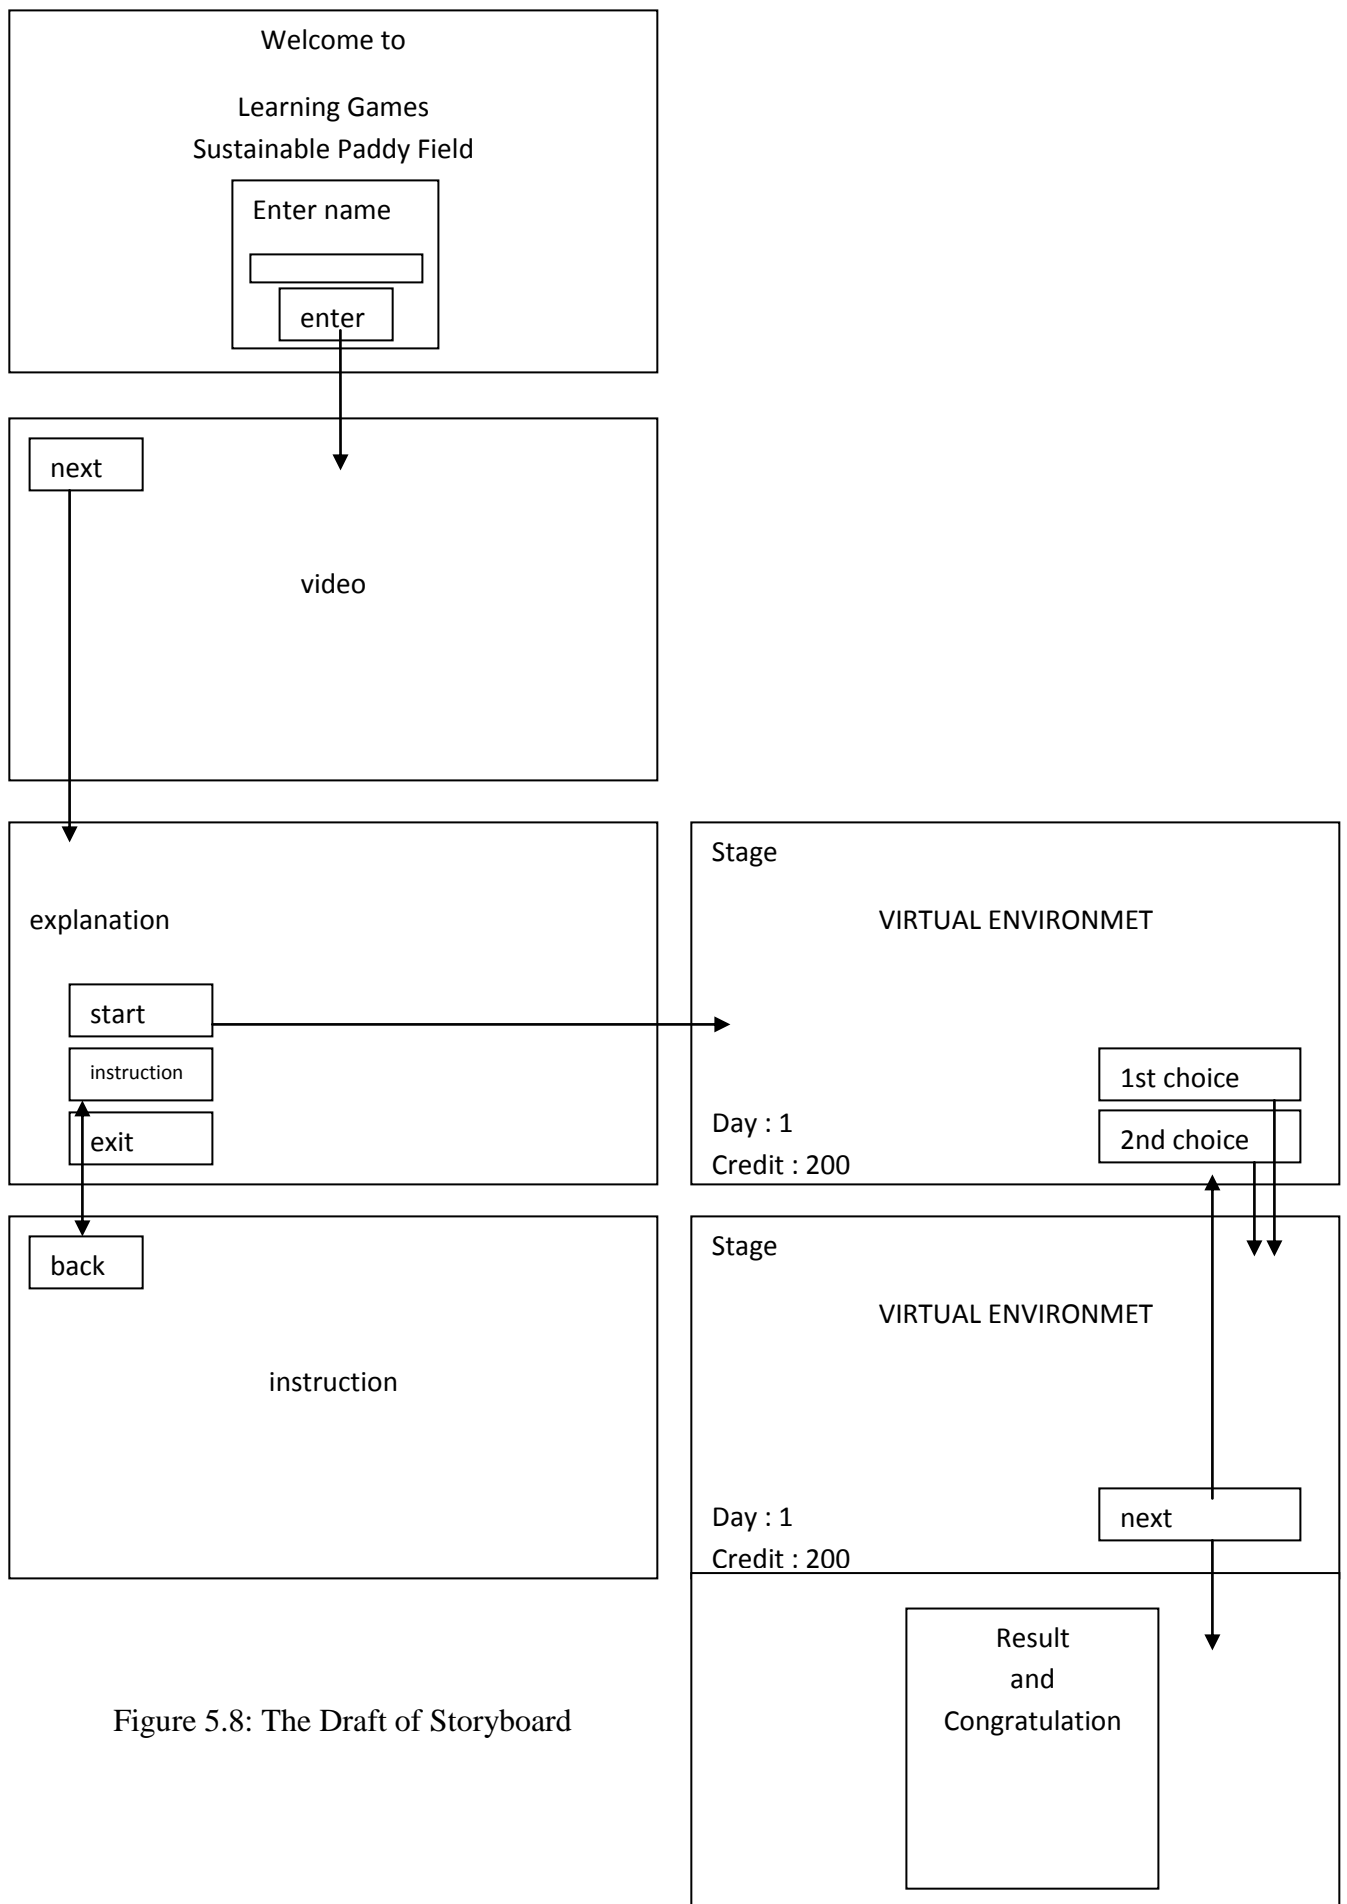 Welcome to
Learning Games
Sustainable Paddy Field
Enter name
enter
next
video
explanation
start
instruction
exit
back
instruction
Stage
VIRTUAL ENVIRONMET
1st choice
2nd choice
Day : 1
Credit : 200
Stage
VIRTUAL ENVIRONMET
Day : 1
Credit : 200
next
Result
and
Congratulation
Figure 5.8: The Draft of Storyboard